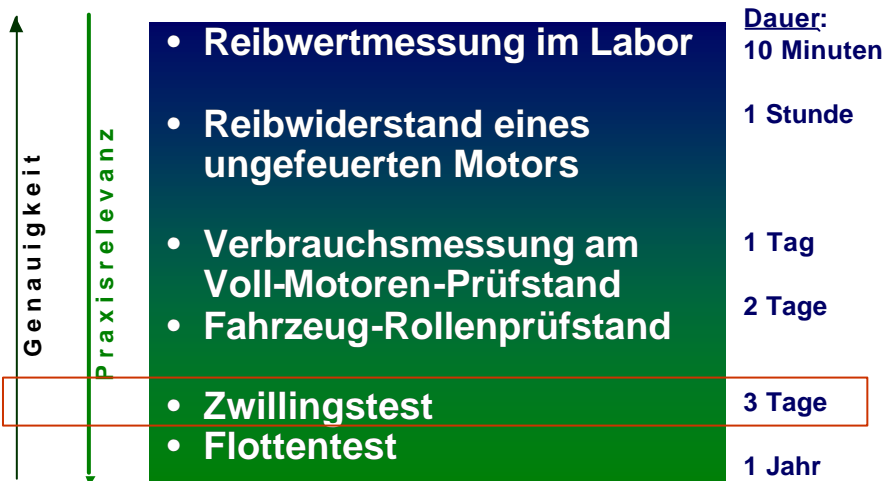 Genauigkeit
Praxisrelevanz
• Reibwertmessung im Labor
• Reibwiderstand eines
ungefeuerten Motors
• Verbrauchsmessung am
Voll-Motoren-Prüfstand
• Fahrzeug-Rollenprüfstand
• Zwillingstest
• Flottentest
Dauer:
10 Minuten
1 Stunde
1 Tag
2 Tage
3 Tage
1 Jahr